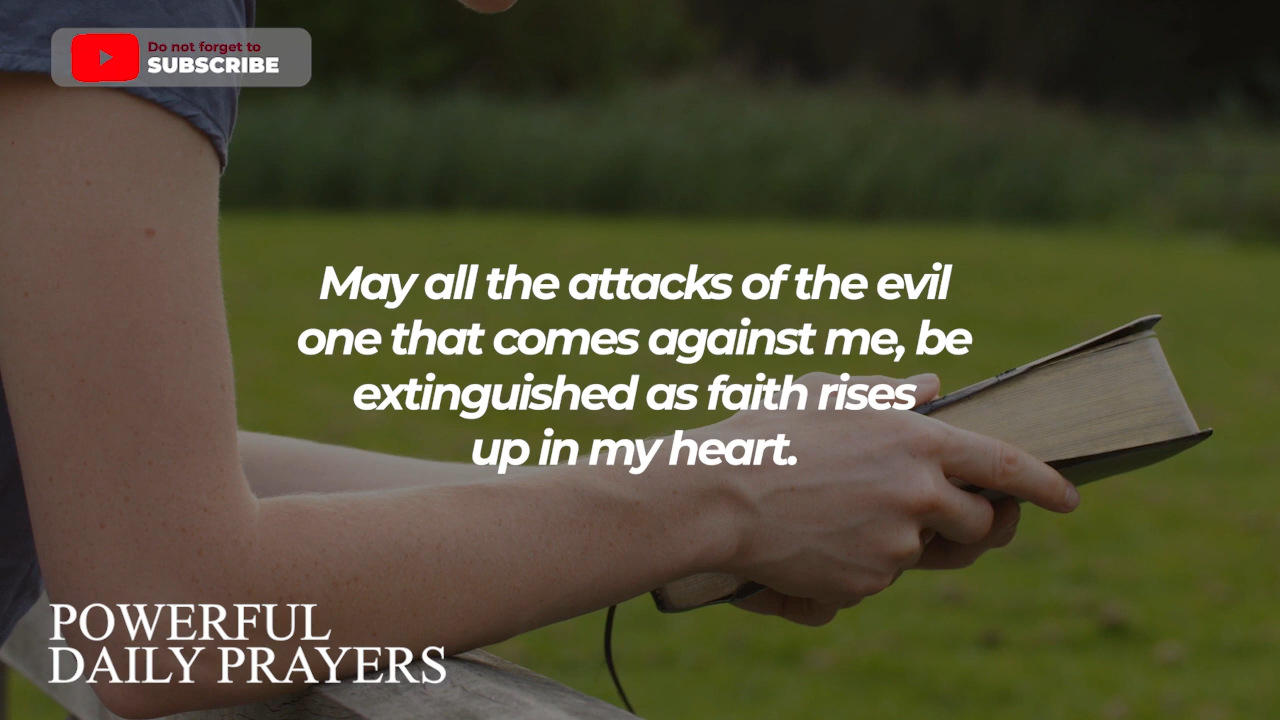 Do not forget to
SUBSCRIBE
May all the attacks of the evil
one that comes against me, be
extinguished as faith rises
up in my heart.
POWERFUL
DAILY PRAYERS